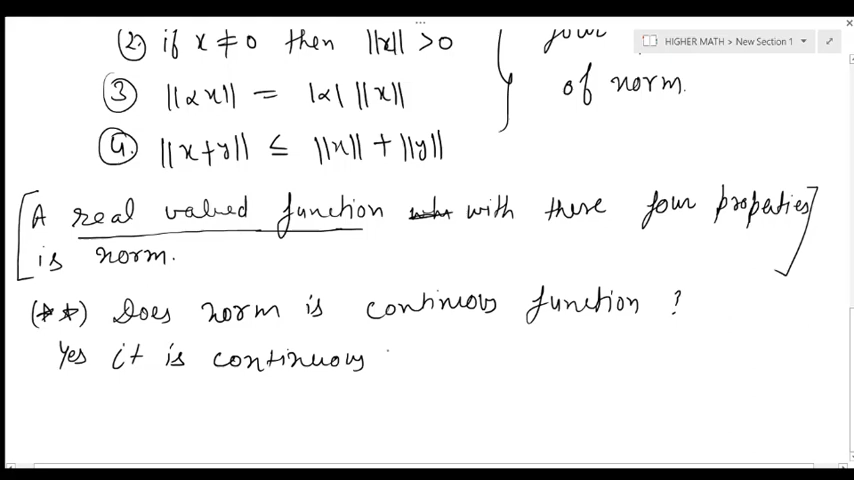 (2) if x ≠ 0 then ||x|| > 0
four
HIGHER MATH > New Section 1
of norm.
(3) ||αx|| = |α| ||x||
(4) ||x+y|| ≤ ||x|| + ||y||
[A real valued function with these four properties
is norm.]
(**) Does norm is continuous function ?
Yes it is continuous